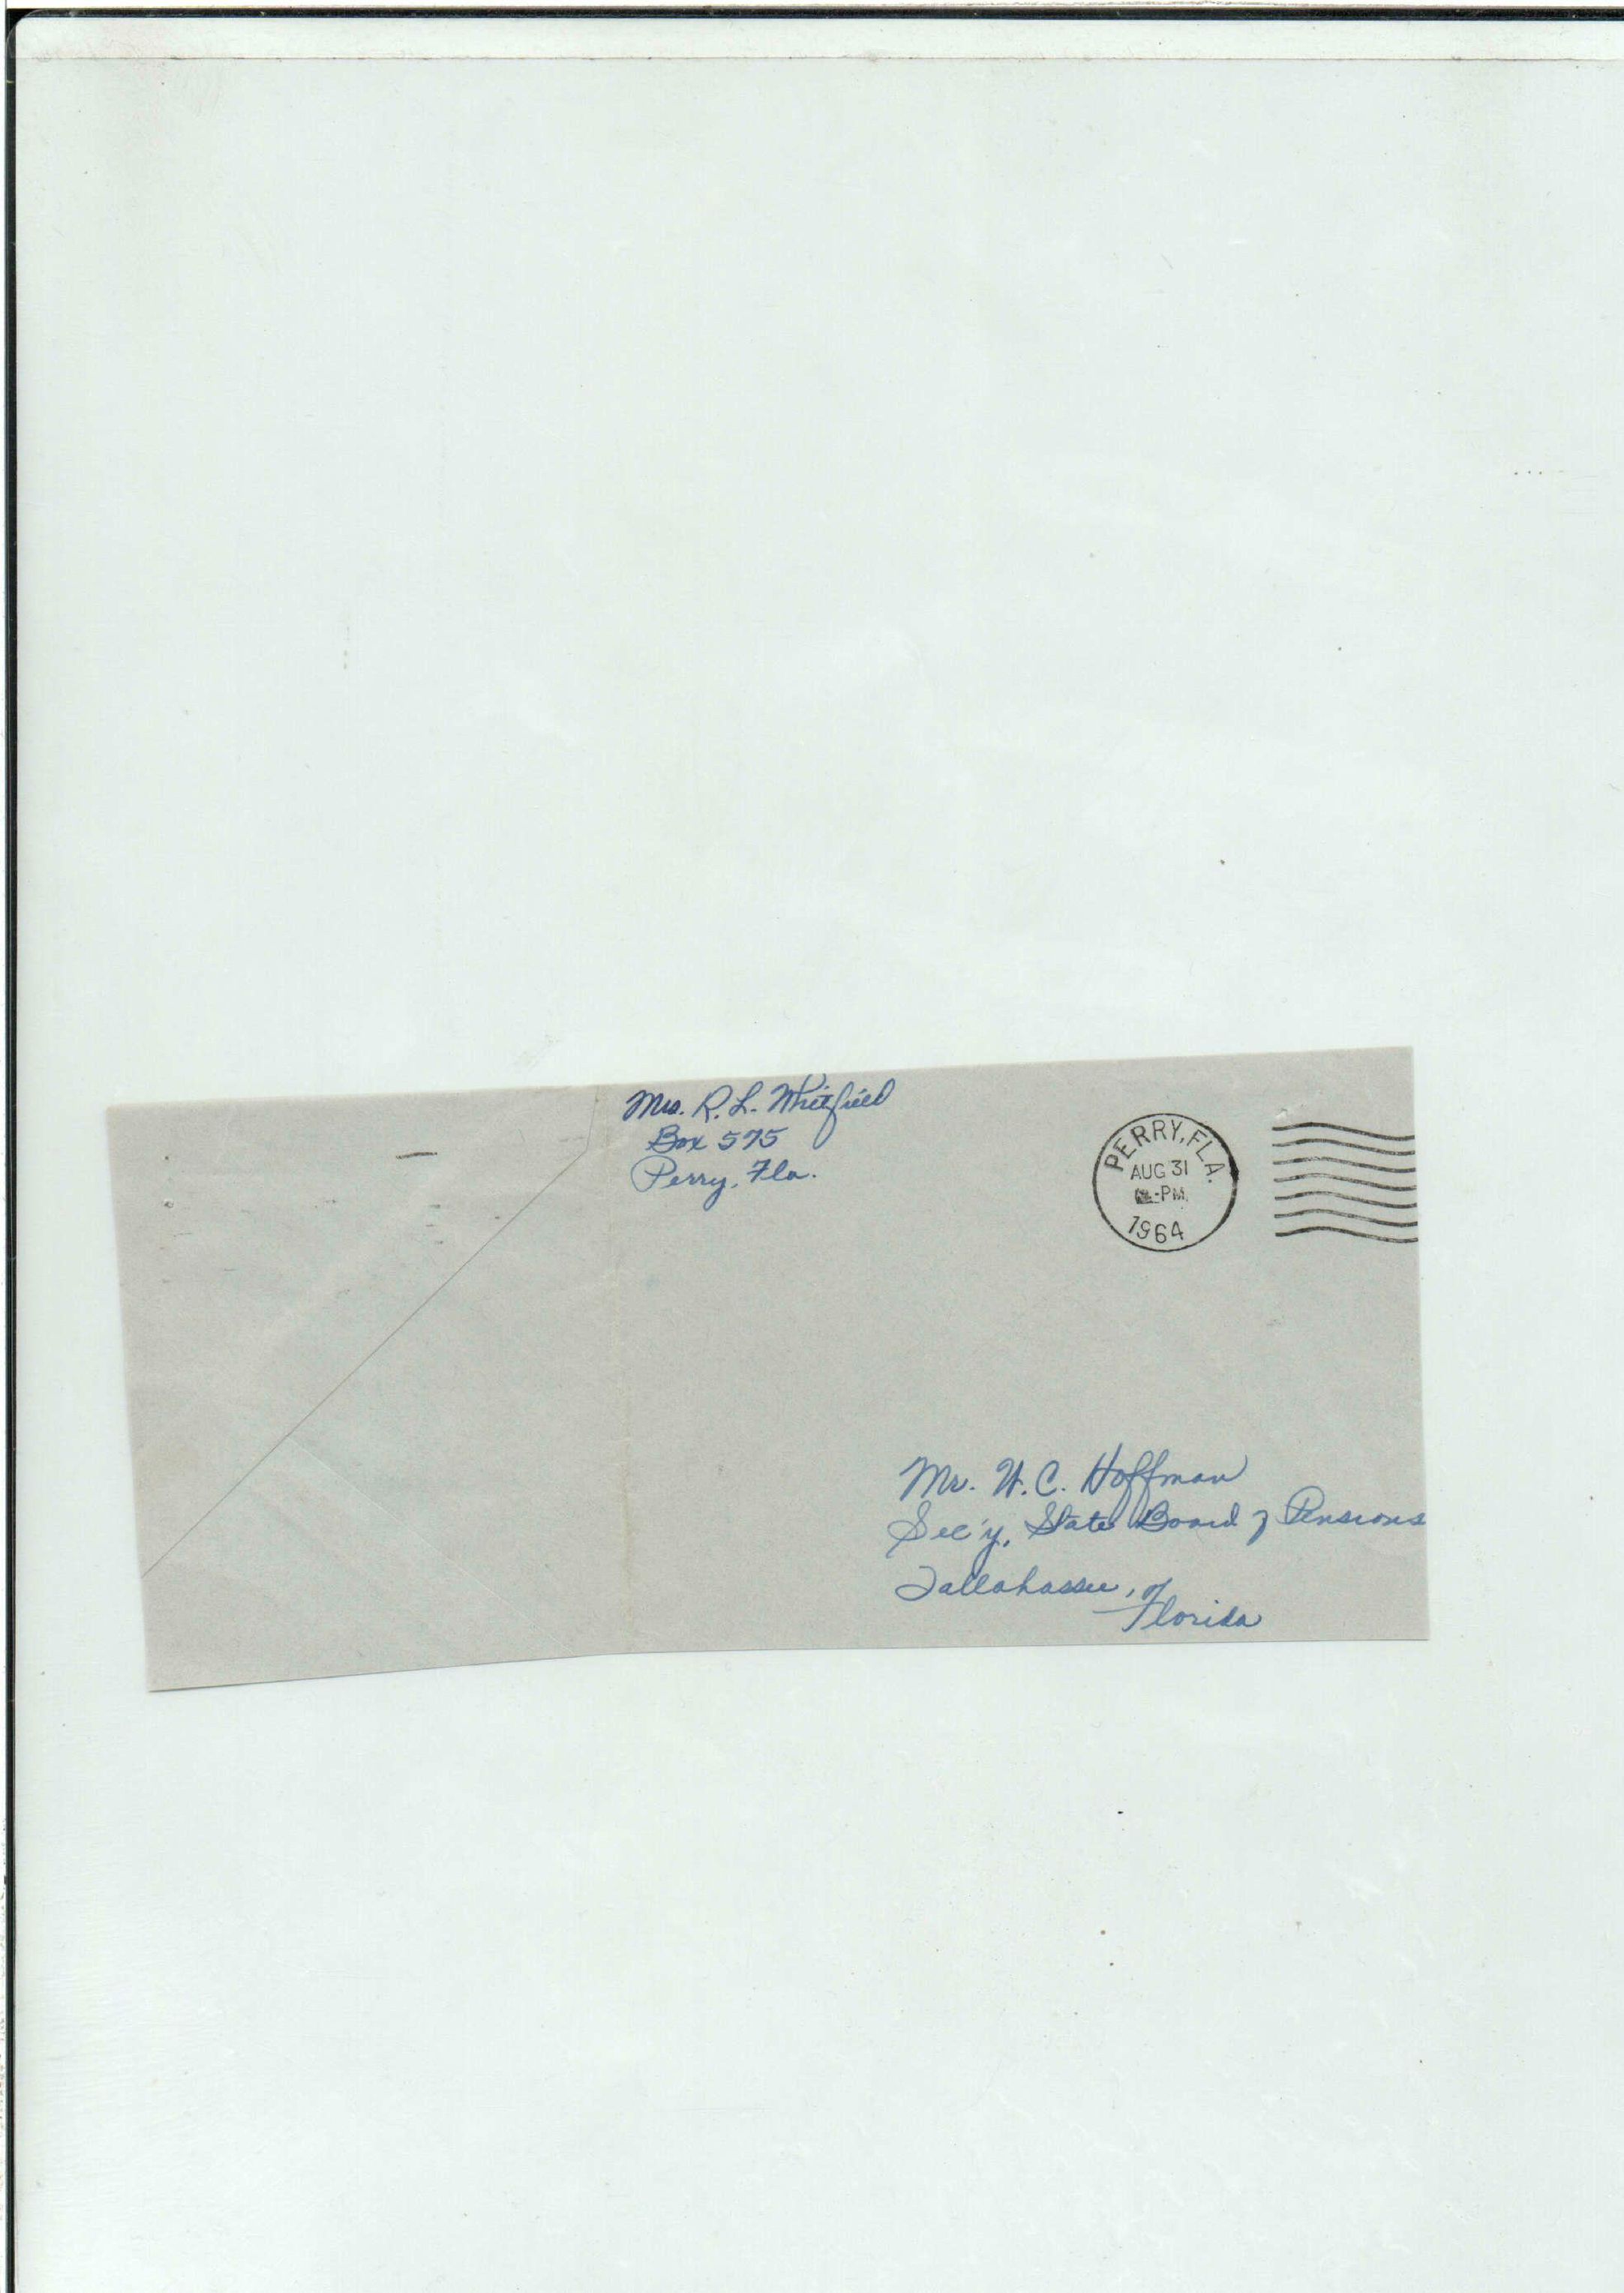 Mrs. R. L. Whitfield
Box 575
Perry, Fla.
PERRY, FLA.
AUG 31
-PM
1964
Mr. W. C. Hoffman
Sec'y, State Board of Pensions
Tallahassee,
Florida